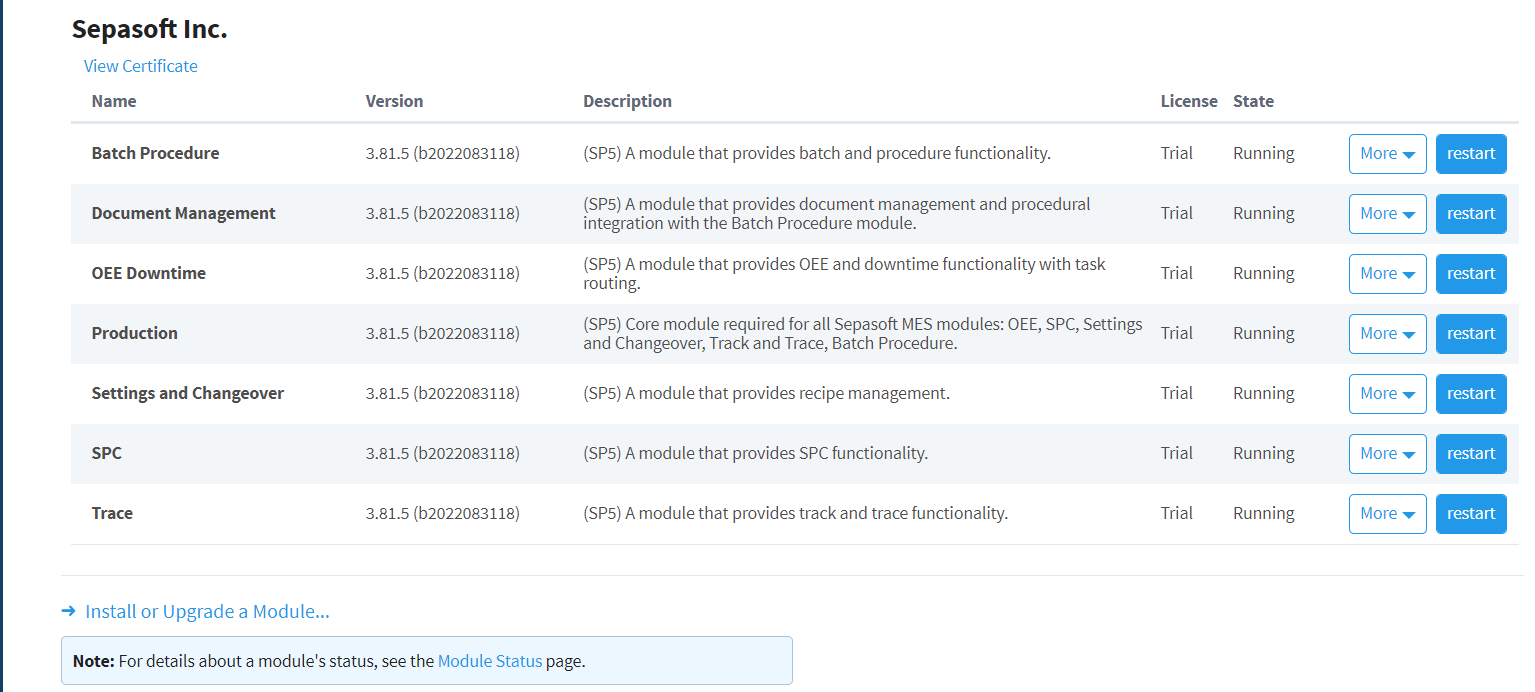 Sepasoft Inc.
View Certificate
Name Version Description License State
Batch Procedure 3.81.5 (b2022083118) (SP5) A module that provides batch and procedure functionality. Trial Running More restart
Document Management 3.81.5 (b2022083118) (SP5) A module that provides document management and procedural
integration with the Batch Procedure module. Trial Running More restart
OEE Downtime 3.81.5 (b2022083118) (SP5) A module that provides OEE and downtime functionality with task
routing. Trial Running More restart
Production 3.81.5 (b2022083118) (SP5) Core module required for all Sepasoft MES modules: OEE, SPC, Settings
and Changeover, Track and Trace, Batch Procedure. Trial Running More restart
Settings and Changeover 3.81.5 (b2022083118) (SP5) A module that provides recipe management. Trial Running More restart
SPC 3.81.5 (b2022083118) (SP5) A module that provides SPC functionality. Trial Running More restart
Trace 3.81.5 (b2022083118) (SP5) A module that provides track and trace functionality. Trial Running More restart
→ Install or Upgrade a Module...
Note: For details about a module's status, see the Module Status page.